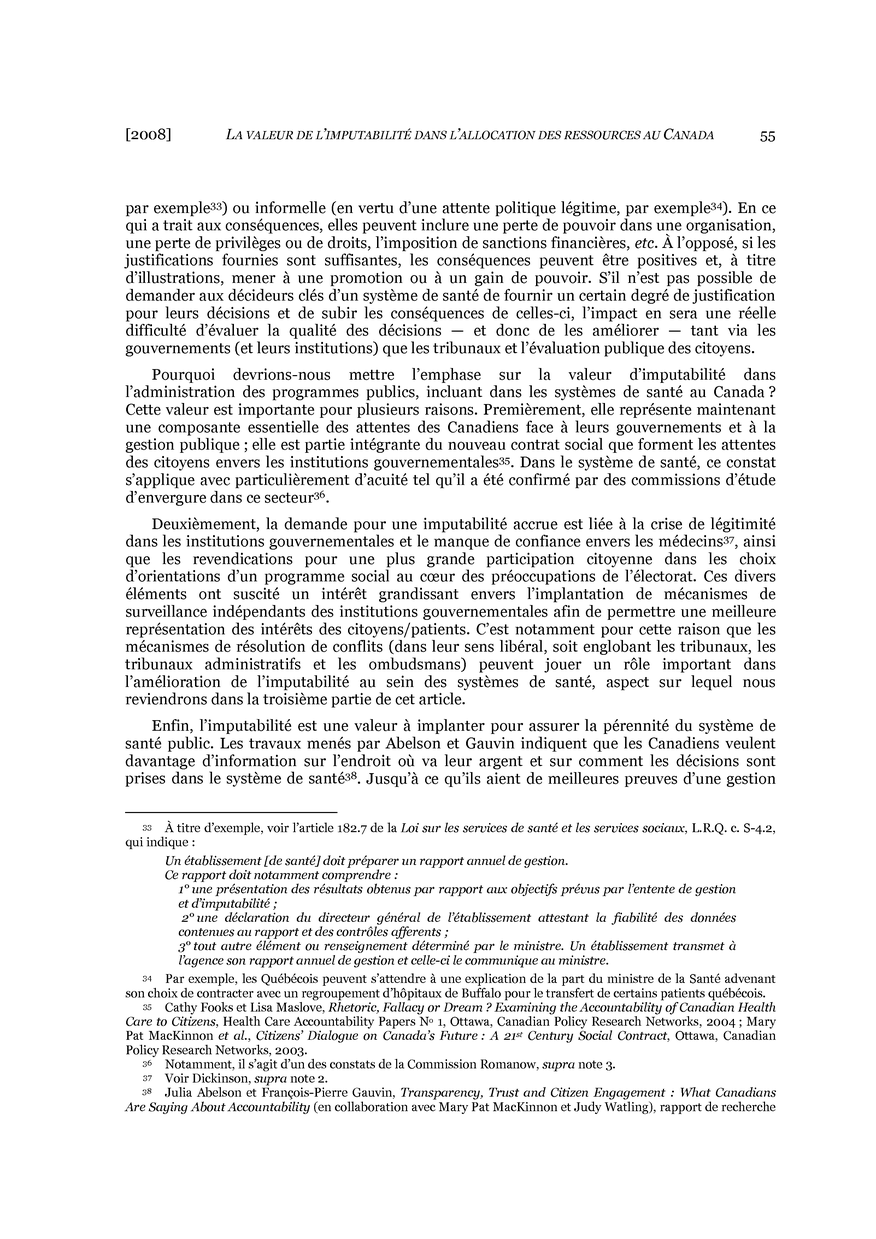 [2008] LA VALEUR DE L’IMPUTABILITÉ DANS L’ALLOCATION DES RESSOURCES AU CANADA 55
par exemple33) ou informelle (en vertu d’une attente politique légitime, par exemple34). En ce
qui a trait aux conséquences, elles peuvent inclure une perte de pouvoir dans une organisation,
une perte de privilèges ou de droits, l’imposition de sanctions financières, etc. À l’opposé, si les
justifications fournies sont suffisantes, les conséquences peuvent être positives et, à titre
d’illustrations, mener à une promotion ou à un gain de pouvoir. S’il n’est pas possible de
demander aux décideurs clés d’un système de santé de fournir un certain degré de justification
pour leurs décisions et de subir les conséquences de celles-ci, l’impact en sera une réelle
difficulté d’évaluer la qualité des décisions — et donc de les améliorer — tant via les
gouvernements (et leurs institutions) que les tribunaux et l’évaluation publique des citoyens.
Pourquoi devrions-nous mettre l’emphase sur la valeur d’imputabilité dans
l’administration des programmes publics, incluant dans les systèmes de santé au Canada ?
Cette valeur est importante pour plusieurs raisons. Premièrement, elle représente maintenant
une composante essentielle des attentes des Canadiens face à leurs gouvernements et à la
gestion publique ; elle est partie intégrante du nouveau contrat social que forment les attentes
des citoyens envers les institutions gouvernementales35. Dans le système de santé, ce constat
s’applique avec particulièrement d’acuité tel qu’il a été confirmé par des commissions d’étude
d’envergure dans ce secteur36.
Deuxièmement, la demande pour une imputabilité accrue est liée à la crise de légitimité
dans les institutions gouvernementales et le manque de confiance envers les médecins37, ainsi
que les revendications pour une plus grande participation citoyenne dans les choix
d’orientations d’un programme social au cœur des préoccupations de l’électorat. Ces divers
éléments ont suscité un intérêt grandissant envers l’implantation de mécanismes de
surveillance indépendants des institutions gouvernementales afin de permettre une meilleure
représentation des intérêts des citoyens/patients. C’est notamment pour cette raison que les
mécanismes de résolution de conflits (dans leur sens libéral, soit englobant les tribunaux, les
tribunaux administratifs et les ombudsmans) peuvent jouer un rôle important dans
l’amélioration de l’imputabilité au sein des systèmes de santé, aspect sur lequel nous
reviendrons dans la troisième partie de cet article.
Enfin, l’imputabilité est une valeur à implanter pour assurer la pérennité du système de
santé public. Les travaux menés par Abelson et Gauvin indiquent que les Canadiens veulent
davantage d’information sur l’endroit où va leur argent et sur comment les décisions sont
prises dans le système de santé38. Jusqu’à ce qu’ils aient de meilleures preuves d’une gestion
33 À titre d’exemple, voir l’article 182.7 de la Loi sur les services de santé et les services sociaux, L.R.Q. c. S-4.2,
qui indique :
Un établissement [de santé] doit préparer un rapport annuel de gestion.
Ce rapport doit notamment comprendre :
1° une présentation des résultats obtenus par rapport aux objectifs prévus par l’entente de gestion
et d’imputabilité ;
2° une déclaration du directeur général de l’établissement attestant la fiabilité des données
contenues au rapport et des contrôles afferents ;
3° tout autre élément ou renseignement déterminé par le ministre. Un établissement transmet à
l’agence son rapport annuel de gestion et celle-ci le communique au ministre.
34 Par exemple, les Québécois peuvent s’attendre à une explication de la part du ministre de la Santé advenant
son choix de contracter avec un regroupement d’hôpitaux de Buffalo pour le transfert de certains patients québécois.
35 Cathy Fooks et Lisa Maslove, Rhetoric, Fallacy or Dream ? Examining the Accountability of Canadian Health
Care to Citizens, Health Care Accountability Papers No 1, Ottawa, Canadian Policy Research Networks, 2004 ; Mary
Pat MacKinnon et al., Citizens’ Dialogue on Canada’s Future : A 21st Century Social Contract, Ottawa, Canadian
Policy Research Networks, 2003.
36 Notamment, il s’agit d’un des constats de la Commission Romanow, supra note 3.
37 Voir Dickinson, supra note 2.
38 Julia Abelson et François-Pierre Gauvin, Transparency, Trust and Citizen Engagement : What Canadians
Are Saying About Accountability (en collaboration avec Mary Pat MacKinnon et Judy Watling), rapport de recherche